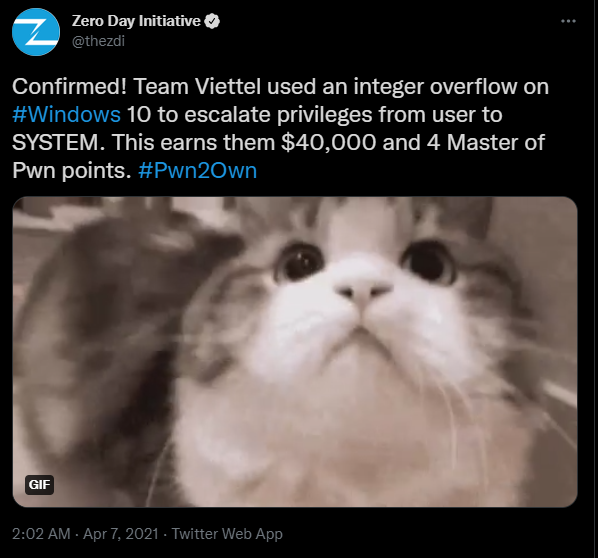 Zero Day Initiative
@thezdi
Confirmed! Team Viettel used an integer overflow on
#Windows 10 to escalate privileges from user to
SYSTEM. This earns them $40,000 and 4 Master of
Pwn points. #Pwn2Own
GIF
2:02 AM · Apr 7, 2021 · Twitter Web App